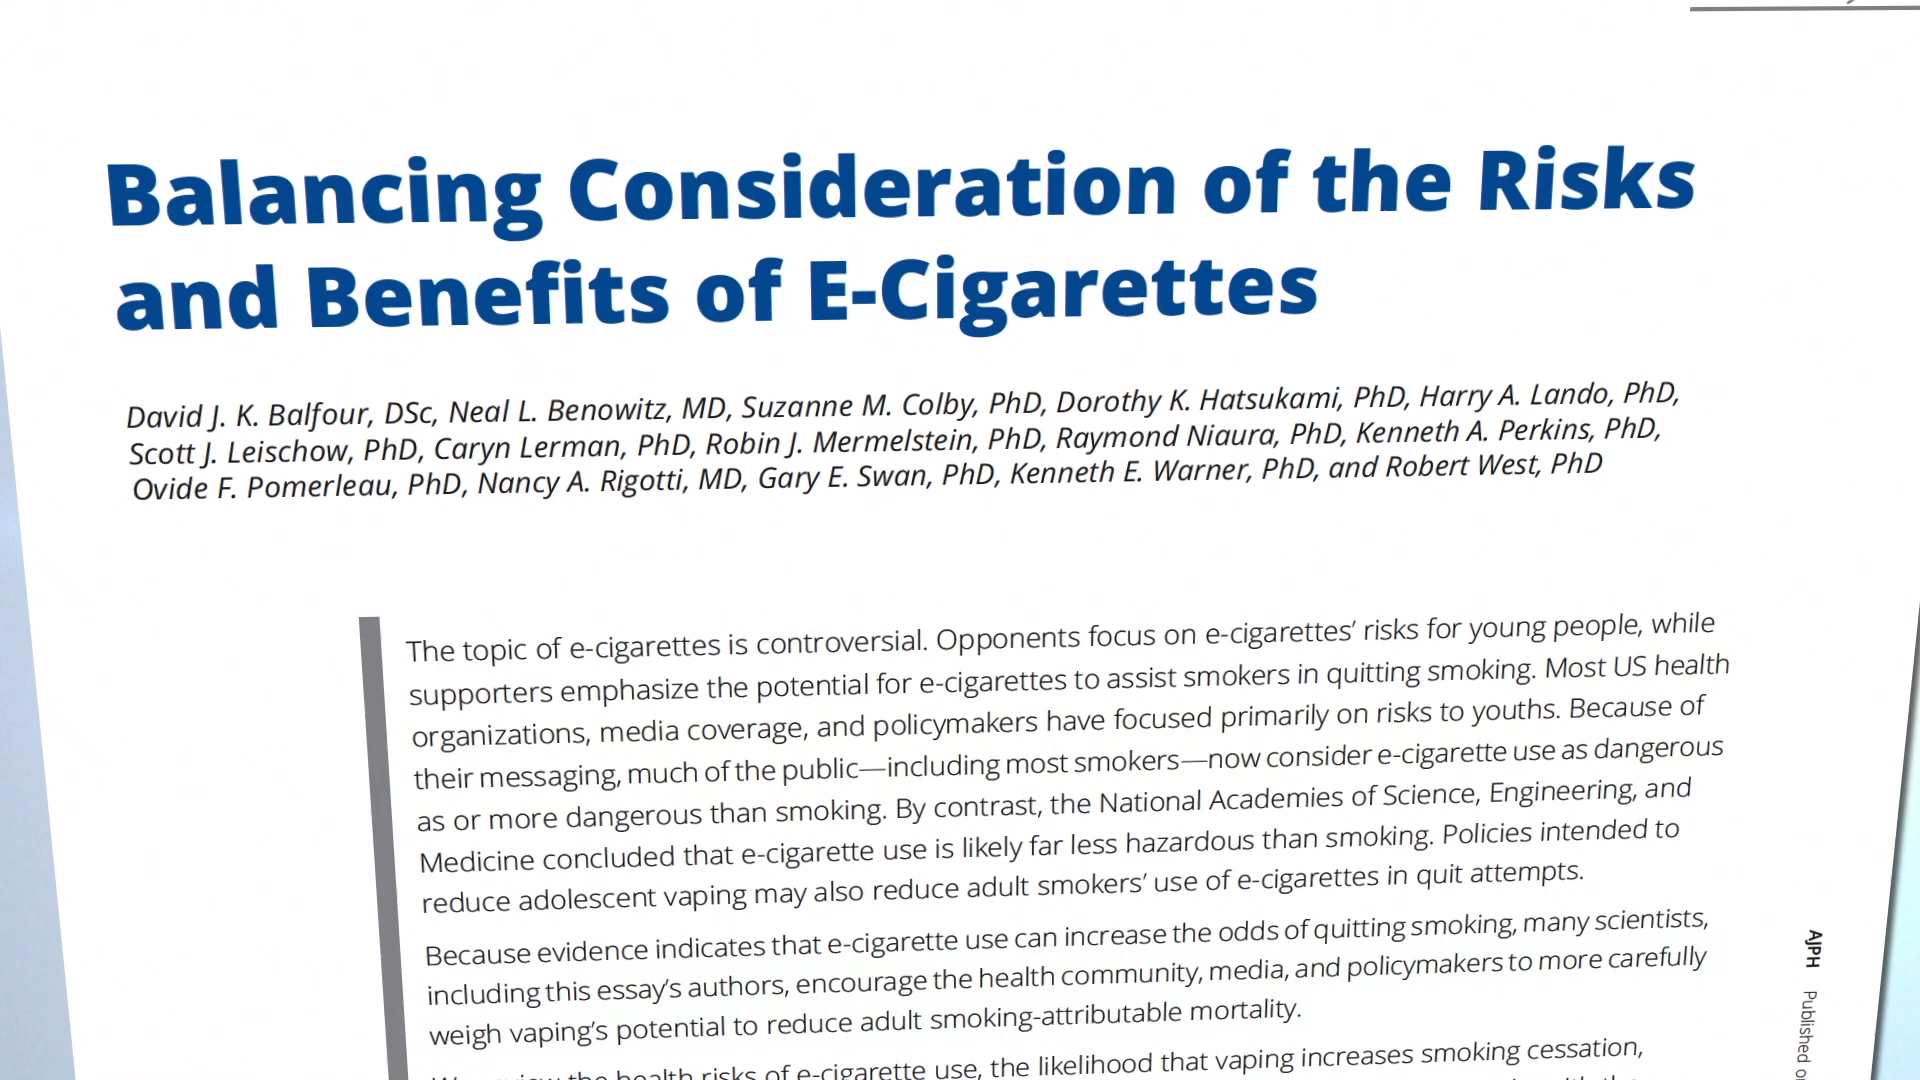 Balancing Consideration of the Risks
and Benefits of E-Cigarettes
David J. K. Balfour, DSc, Neal L. Benowitz, MD, Suzanne M. Colby, PhD, Dorothy K. Hatsukami, PhD, Harry A. Lando, PhD,
Scott J. Leischow, PhD, Caryn Lerman, PhD, Robin J. Mermelstein, PhD, Raymond Niaura, PhD, Kenneth A. Perkins, PhD,
Ovide F. Pomerleau, PhD, Nancy A. Rigotti, MD, Gary E. Swan, PhD, Kenneth E. Warner, PhD, and Robert West, PhD
The topic of e-cigarettes is controversial. Opponents focus on e-cigarettes’ risks for young people, while
supporters emphasize the potential for e-cigarettes to assist smokers in quitting smoking. Most US health
organizations, media coverage, and policymakers have focused primarily on risks to youths. Because of
their messaging, much of the public—including most smokers—now consider e-cigarette use as dangerous
as or more dangerous than smoking. By contrast, the National Academies of Science, Engineering, and
Medicine concluded that e-cigarette use is likely far less hazardous than smoking. Policies intended to
reduce adolescent vaping may also reduce adult smokers’ use of e-cigarettes in quit attempts.
Because evidence indicates that e-cigarette use can increase the odds of quitting smoking, many scientists,
including this essay’s authors, encourage the health community, media, and policymakers to more carefully
weigh vaping’s potential to reduce adult smoking-attributable mortality.
the health risks of e-cigarette use, the likelihood that vaping increases smoking cessation,
AJPH Published